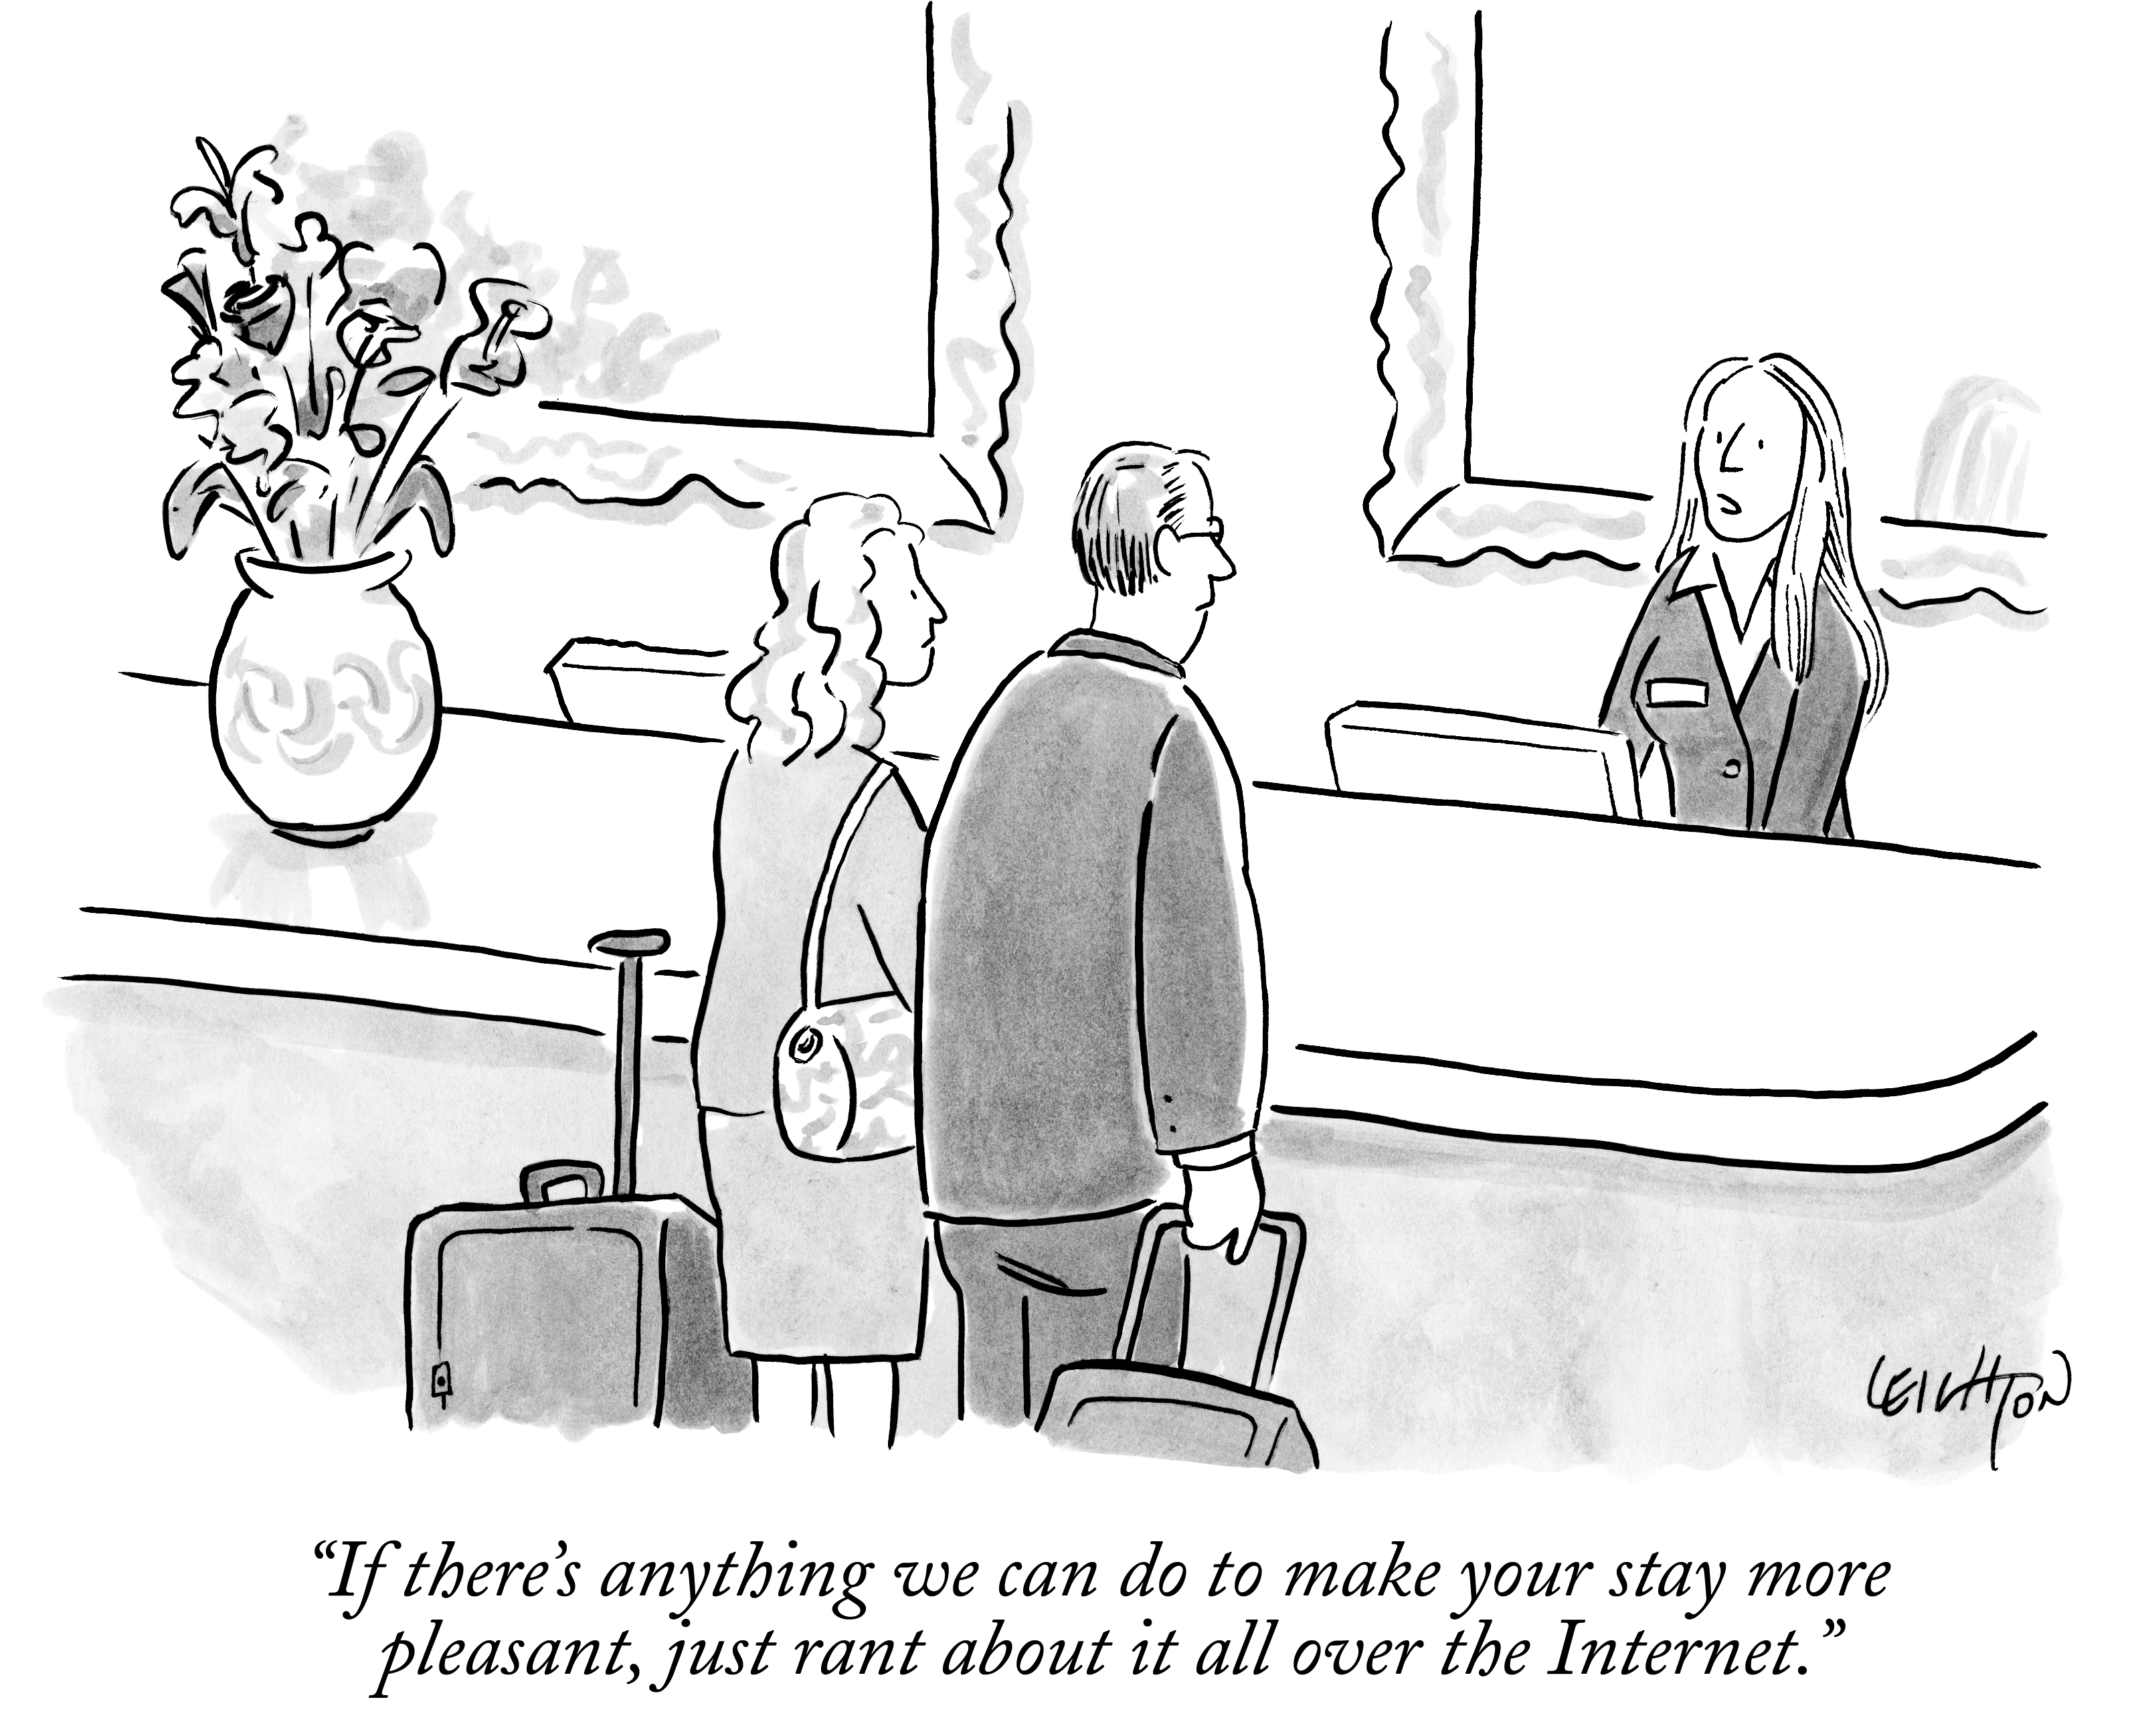 LEIGHTON
“If there’s anything we can do to make your stay more
pleasant, just rant about it all over the Internet.”